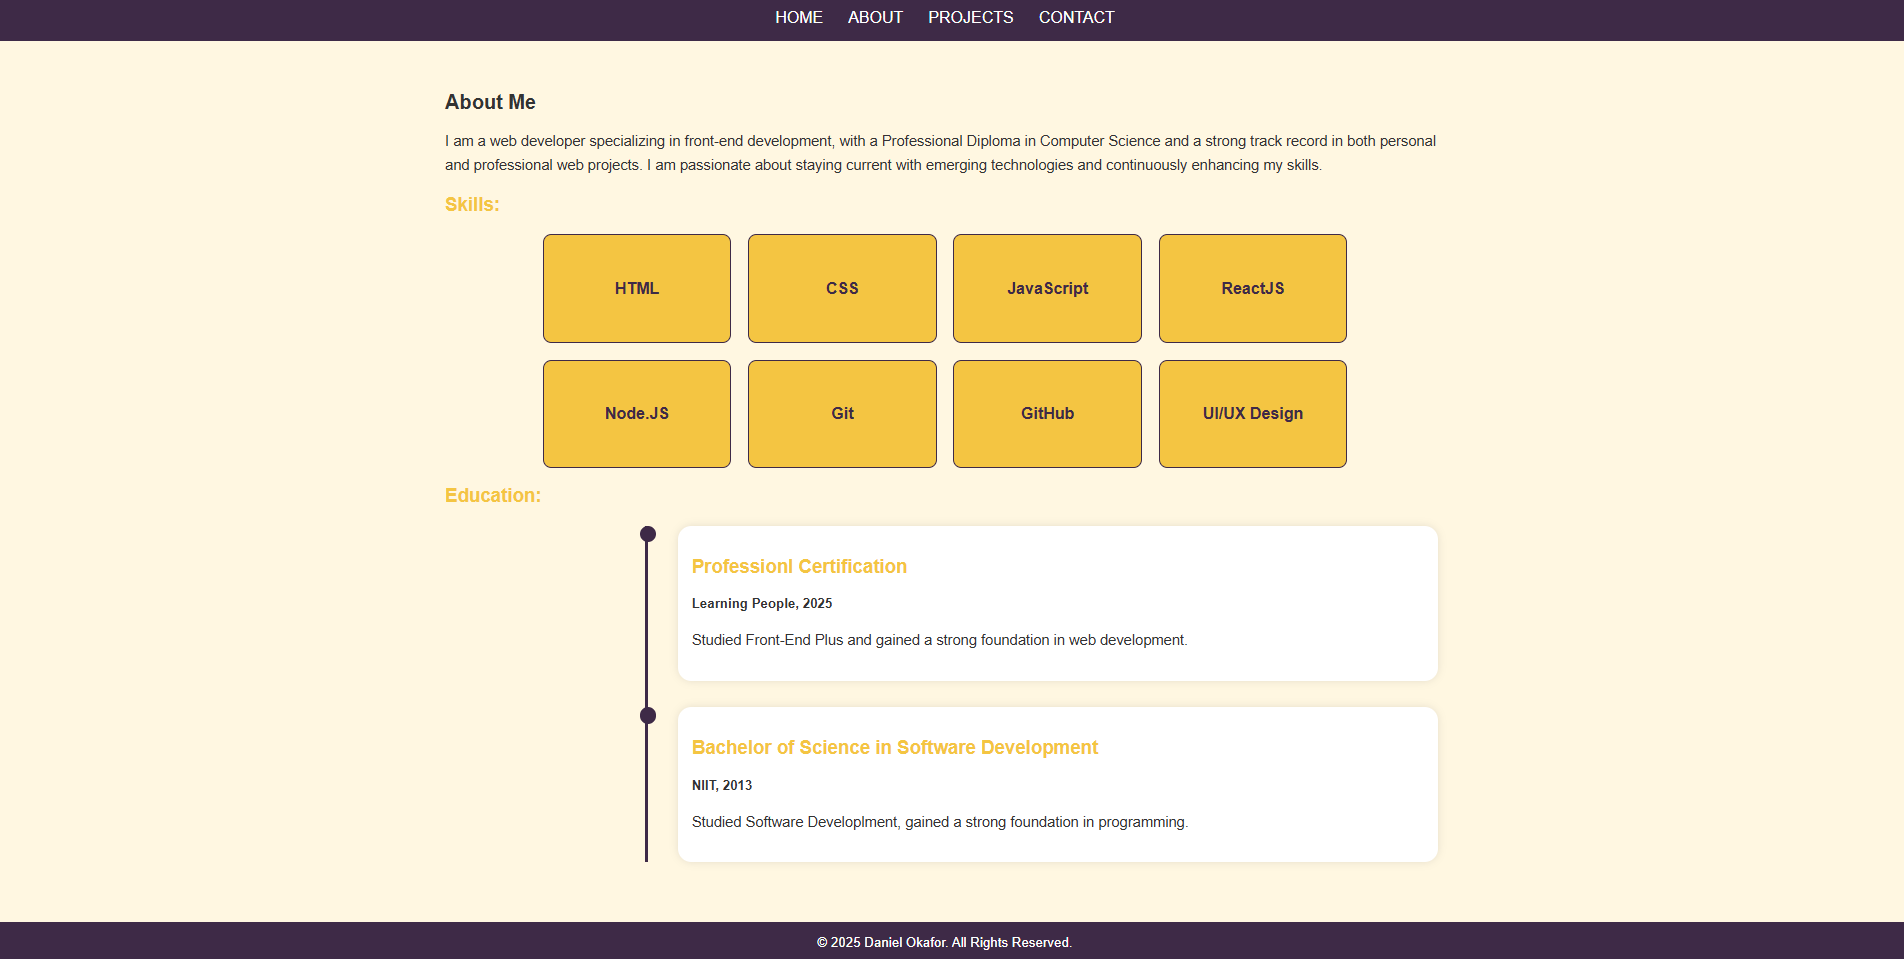 HOME ABOUT PROJECTS CONTACT
About Me
I am a web developer specializing in front-end development, with a Professional Diploma in Computer Science and a strong track record in both personal
and professional web projects. I am passionate about staying current with emerging technologies and continuously enhancing my skills.
Skills:
HTML CSS JavaScript ReactJS
Node.JS Git GitHub UI/UX Design
Education:
Professionl Certification
Learning People, 2025
Studied Front-End Plus and gained a strong foundation in web development.
Bachelor of Science in Software Development
NIIT, 2013
Studied Software Developlment, gained a strong foundation in programming.
© 2025 Daniel Okafor. All Rights Reserved.